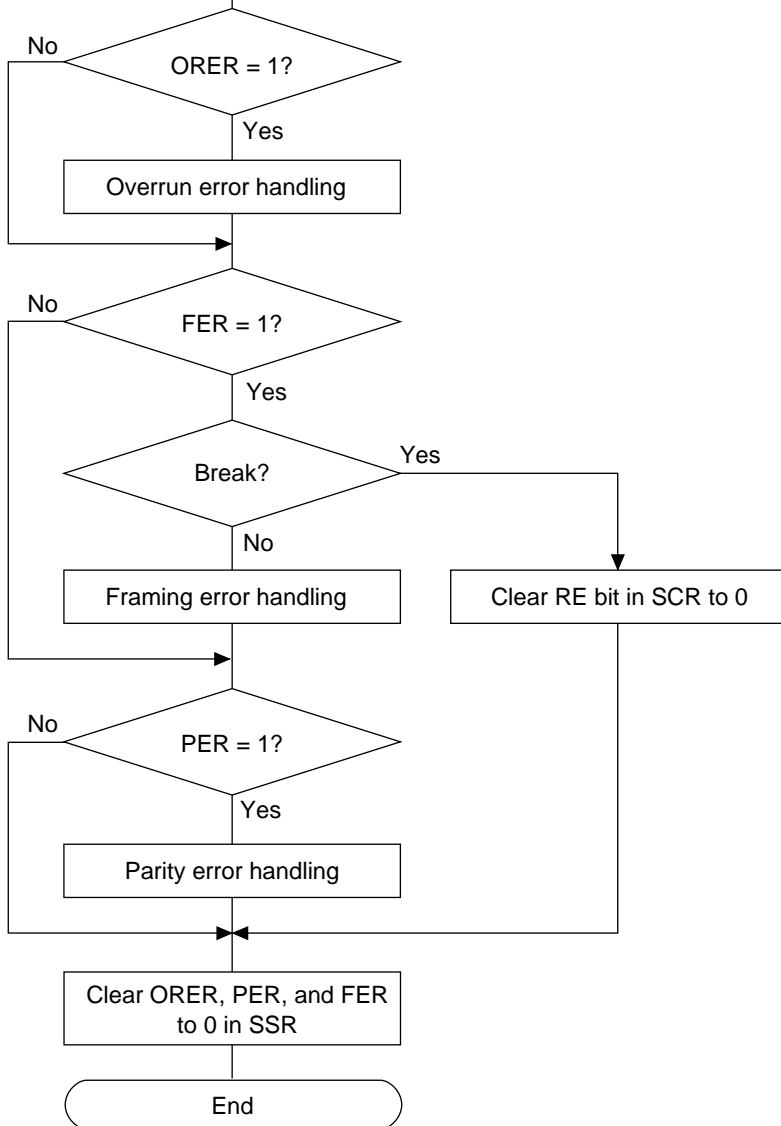 No
ORER = 1?
Yes
Overrun error handling
No
FER = 1?
Yes
Break?
Yes
No
Framing error handling
Clear RE bit in SCR to 0
No
PER = 1?
Yes
Parity error handling
Clear ORER, PER, and FER
to 0 in SSR
End